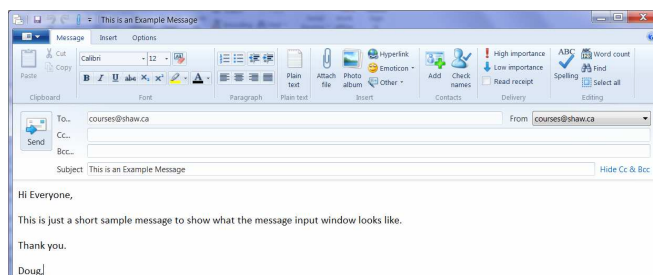 This is an Example Message
Message Insert Options
Cut
Copy
Paste
Clipboard
Calibri 12
B I U abc X₂ X² A
Font
Paragraph
Plain text
Plain text
Attach file
Photo album
Hyperlink
Emoticon
Other
Insert
Add
Check names
Contacts
High importance
Low importance
Read receipt
Delivery
ABC
Spelling
Word count
Find
Select all
Editing
Send
To... courses@shaw.ca From courses@shaw.ca
Cc...
Bcc...
Subject This is an Example Message Hide Cc & Bcc
Hi Everyone,
This is just a short sample message to show what the message input window looks like.
Thank you.
Doug.